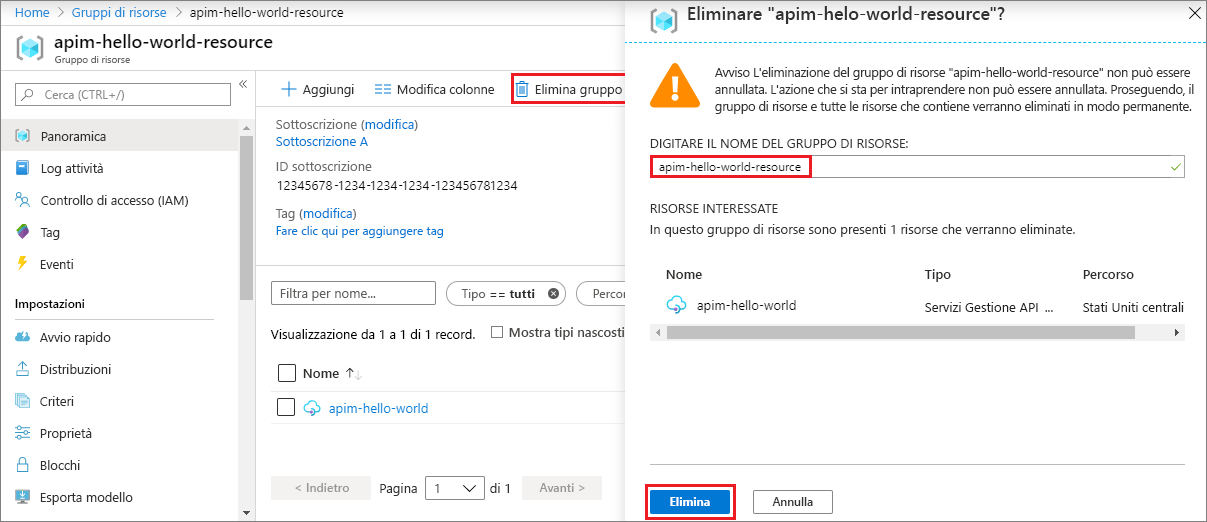 Home > Gruppi di risorse > apim-hello-world-resource
apim-hello-world-resource
Gruppo di risorse
Cerca (CTRL+/)
«
Panoramica
Log attività
Controllo di accesso (IAM)
Tag
Eventi
Impostazioni
Avvio rapido
Distribuzioni
Criteri
Proprietà
Blocchi
Esporta modello
Aggiungi
Modifica colonne
Elimina gruppo
Sottoscrizione (modifica)
Sottoscrizione A
ID sottoscrizione
12345678 -1234-1234-1234-123456781234
Tag (modifica)
Fare clic qui per aggiungere tag
Filtra per nome...
Tipo == tutti
Percor
Visualizzazione da 1 a 1 di 1 record.
Mostra tipi nascosti
Nome ↑↓
apim-hello-world
< Indietro
Pagina
1
di 1
Avanti >
Eliminare "apim-helo-world-resource"?
Avviso L'eliminazione del gruppo di risorse "apim-hello-world-resource" non può essere
annullata. L'azione che si sta per intraprendere non può essere annullata. Proseguendo, il
gruppo di risorse e tutte le risorse che contiene verranno eliminati in modo permanente.
DIGITARE IL NOME DEL GRUPPO DI RISORSE:
apim-hello-world-resource
RISORSE INTERESSATE
In questo gruppo di risorse sono presenti 1 risorse che verranno eliminate.
Nome Tipo Percorso
apim-hello-world Servizi Gestione API ... Stati Uniti centrali
Elimina
Annulla